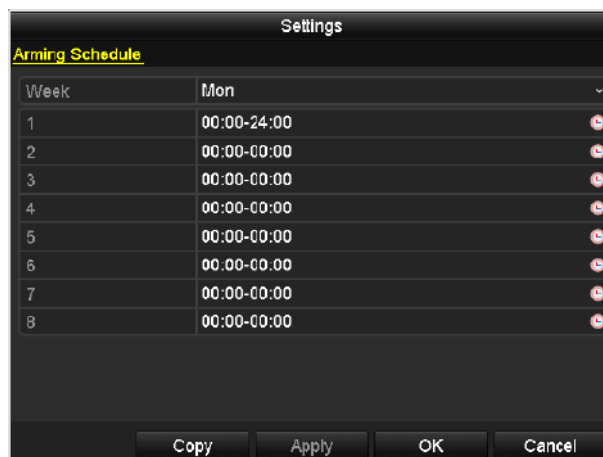 Settings
Arming Schedule
Week Mon
1 00:00-24:00
2 00:00-00:00
3 00:00-00:00
4 00:00-00:00
5 00:00-00:00
6 00:00-00:00
7 00:00-00:00
8 00:00-00:00
Copy Apply OK Cancel